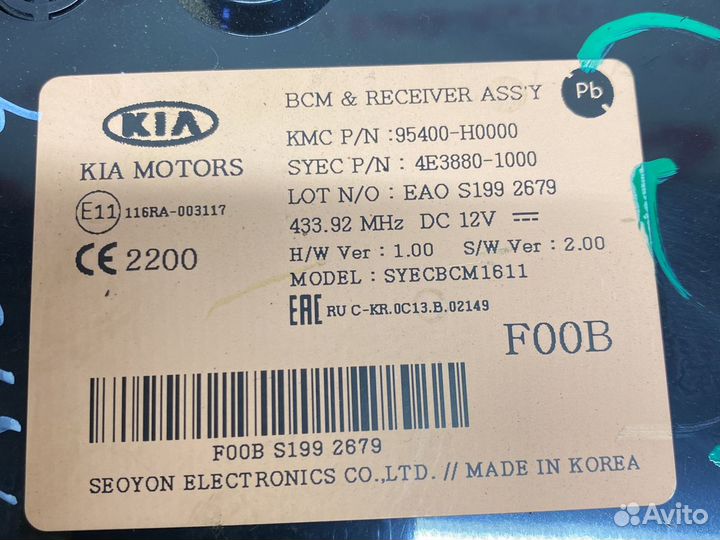 BCM & RECEIVER ASS'Y
Pb
KIA
KMC P/N :95400-H0000
KIA MOTORS
SYEC P/N : 4E3880-1000
LOT N/O : EAO S199 2679
E11 116RA-003117
433.92 MHz DC 12V
CE 2200
H/W Ver : 1.00 S/W Ver : 2.00
MODEL : SYECBCM1611
EAC RU C-KR.0C13.B.02149
F00B
F00B S199 2679
SEOYON ELECTRONICS CO.,LTD. // MADE IN KOREA
Avito